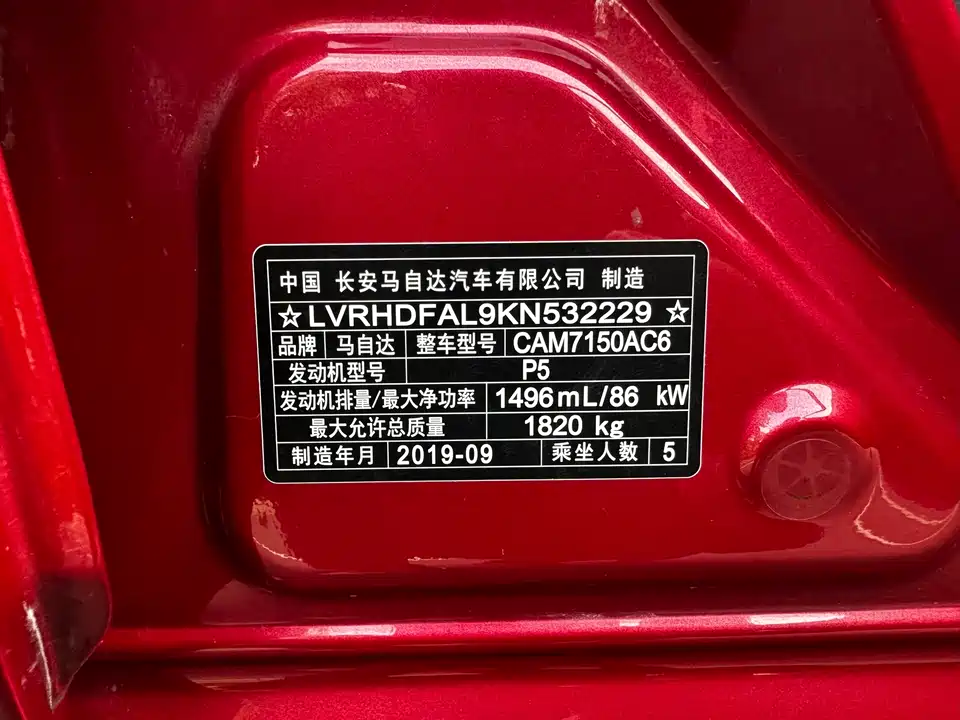 中国 长安马自达汽车有限公司 制造
☆LVRHDFAL9KN532229☆
品牌 马自达 整车型号 CAM7150AC6
发动机型号 P5
发动机排量/最大净功率 1496mL/86 kW
最大允许总质量 1820 kg
制造年月 2019-09 乘坐人数 5